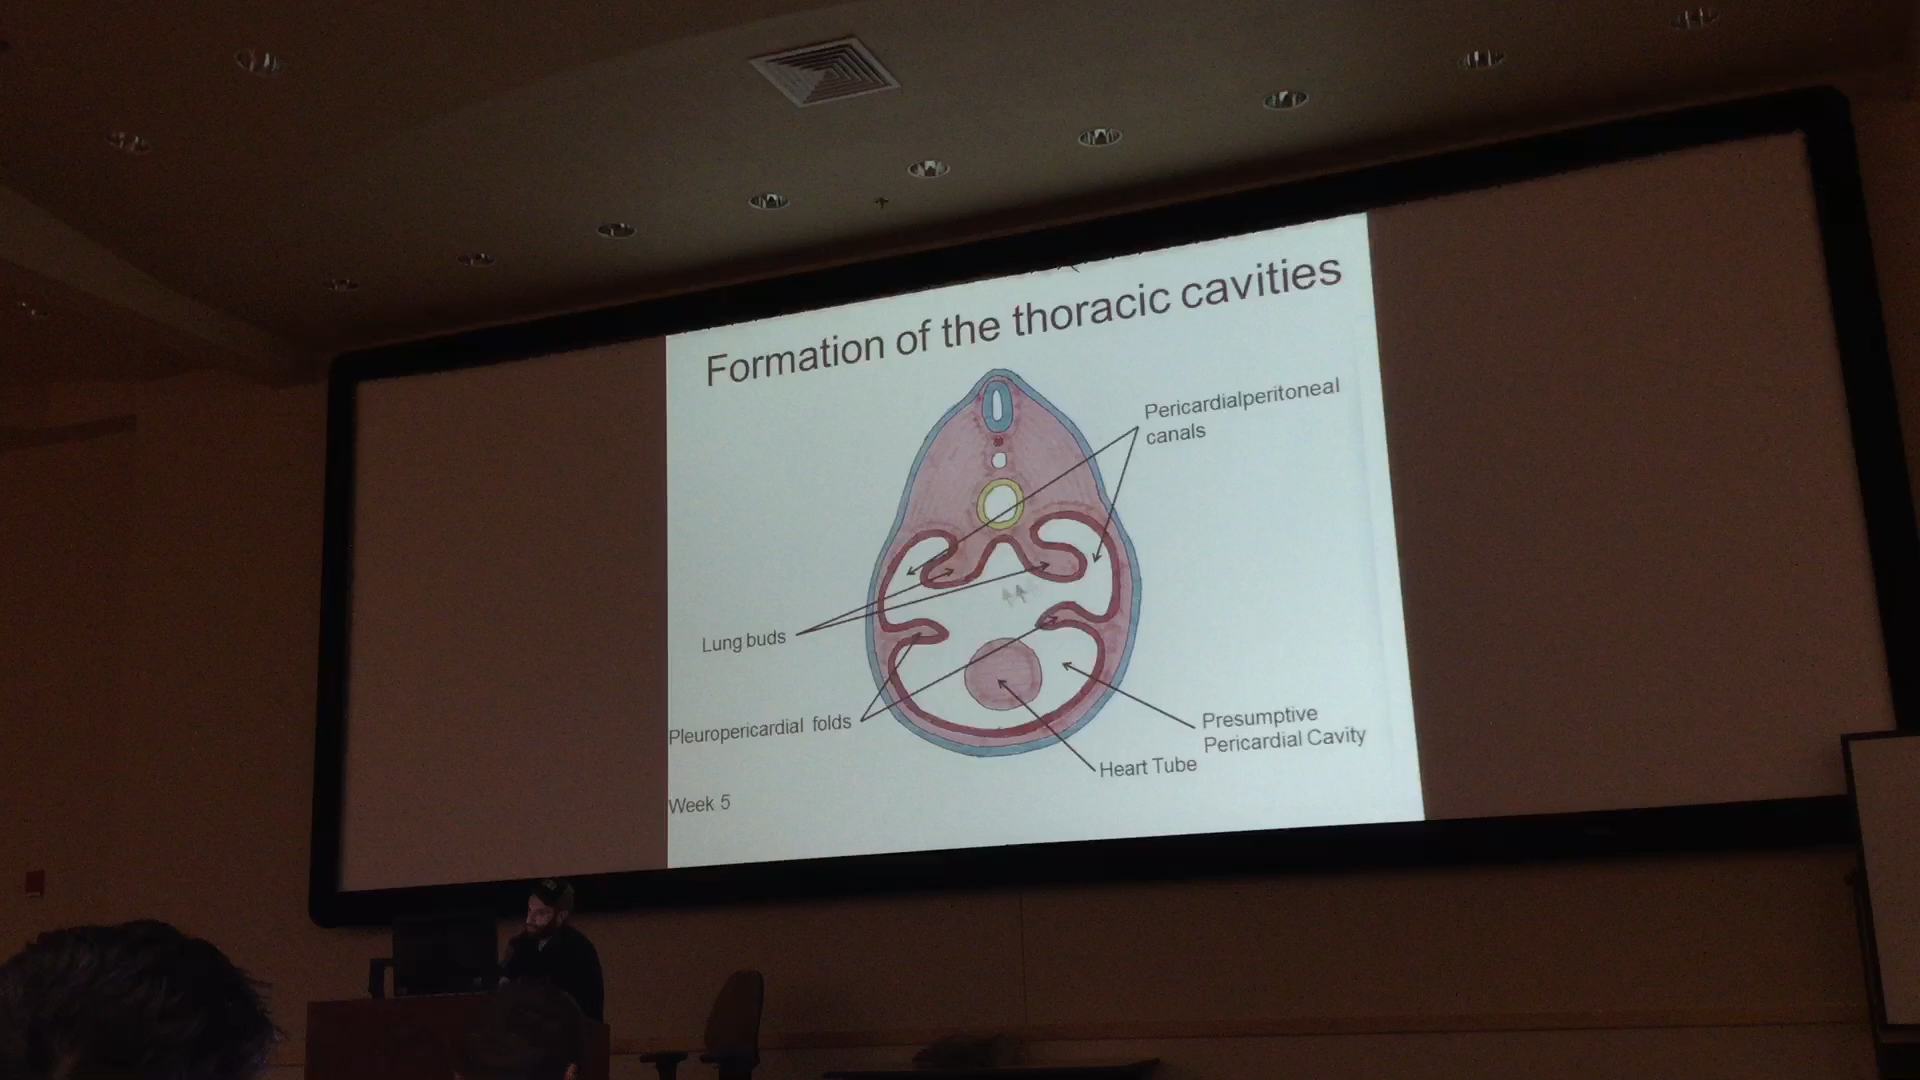 Formation of the thoracic cavities
Pericardialperitoneal
canals
Lung buds
Pleuropericardial folds
Presumptive
Pericardial Cavity
Heart Tube
Week 5